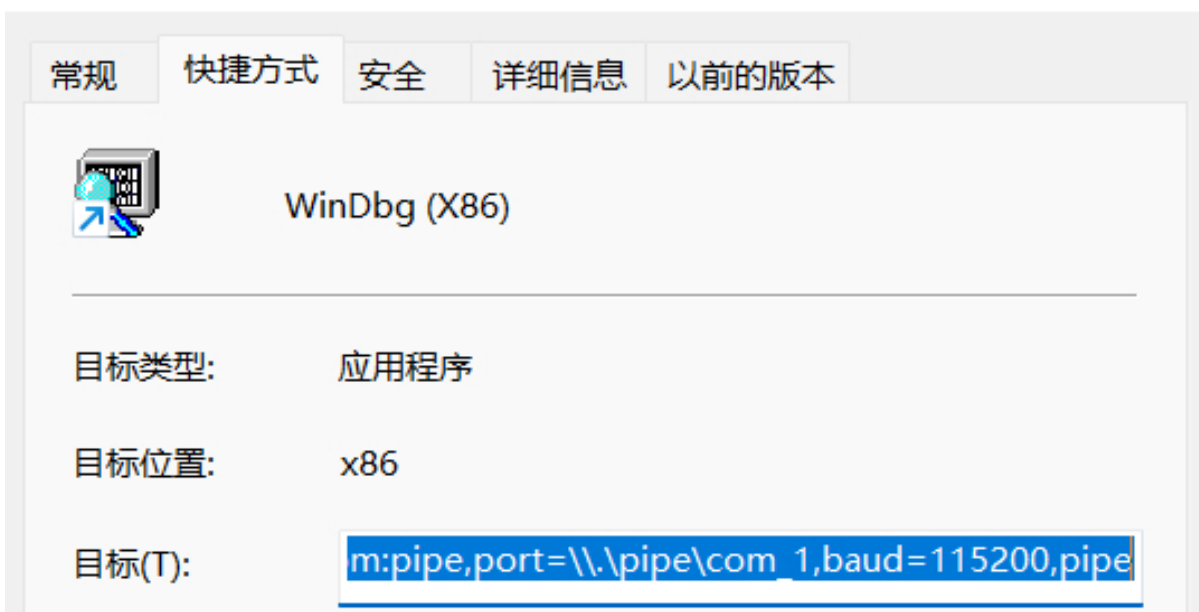 常规 快捷方式 安全 详细信息 以前的版本
WinDbg (X86)
目标类型: 应用程序
目标位置: x86
目标(T): m:pipe,port=\\.\pipe\com_1,baud=115200,pipe